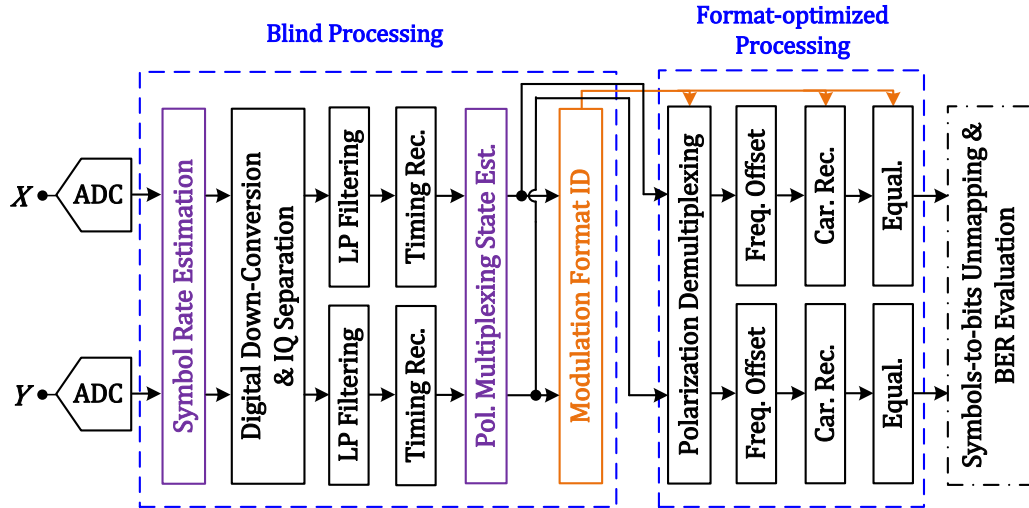 Blind Processing
Format-optimized
Processing
X
ADC
Y
ADC
Symbol Rate Estimation
Digital Down-Conversion
& IQ Separation
LP Filtering
LP Filtering
Timing Rec.
Timing Rec.
Pol. Multiplexing State Est.
Modulation Format ID
Polarization Demultiplexing
Freq. Offset
Freq. Offset
Car. Rec.
Car. Rec.
Equal.
Equal.
Symbols-to-bits Unmapping &
BER Evaluation